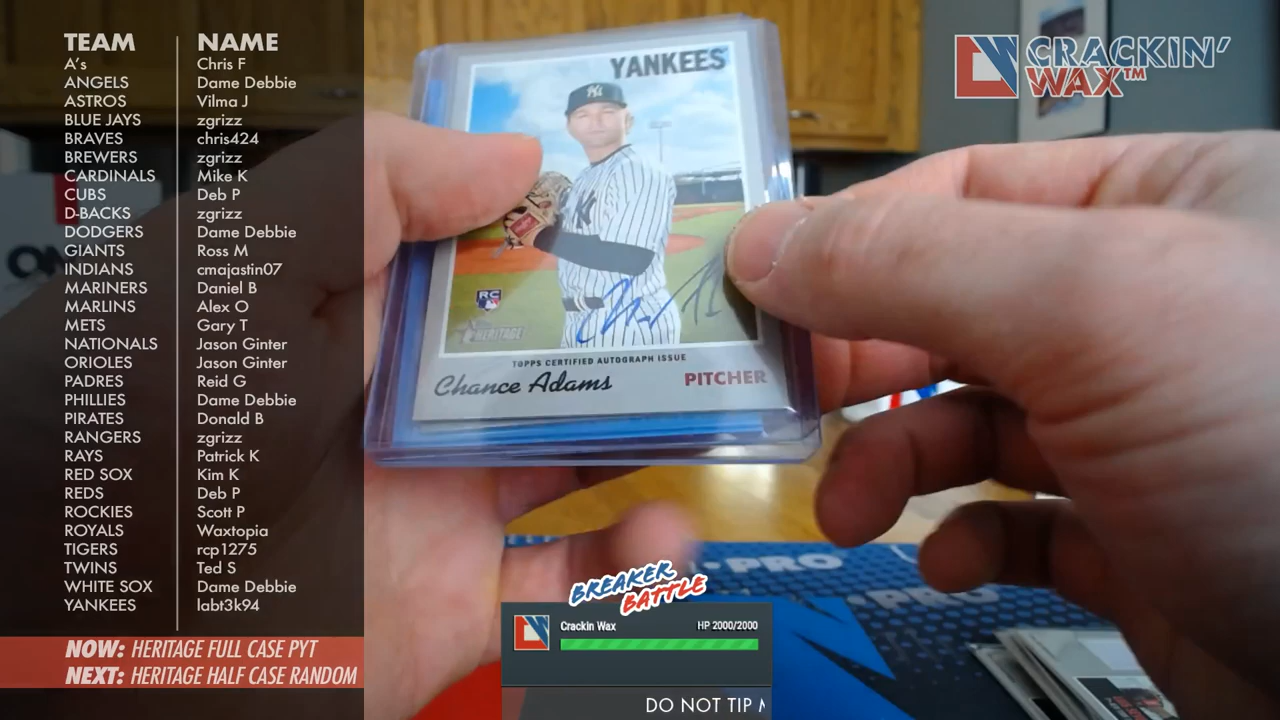 TEAM NAME
A's Chris F
ANGELS Dame Debbie
ASTROS Vilma J
BLUE JAYS zgrizz
BRAVES chris424
BREWERS zgrizz
CARDINALS Mike K
CUBS Deb P
D-BACKS zgrizz
DODGERS Dame Debbie
GIANTS Ross M
INDIANS cmajastin07
MARINERS Daniel B
MARLINS Alex O
METS Gary T
NATIONALS Jason Ginter
ORIOLES Jason Ginter
PADRES Reid G
PHILLIES Dame Debbie
PIRATES Donald B
RANGERS zgrizz
RAYS Patrick K
RED SOX Kim K
REDS Deb P
ROCKIES Scott P
ROYALS Waxtopia
TIGERS rcp1275
TWINS Ted S
WHITE SOX Dame Debbie
YANKEES labt3k94
NOW: HERITAGE FULL CASE PYT
NEXT: HERITAGE HALF CASE RANDOM
CRACKIN'
WAX™
YANKEES
NY
RC
HERITAGE
TOPPS CERTIFIED AUTOGRAPH ISSUE
Chance Adams PITCHER
PRO
BREAKER
BATTLE
Crackin Wax HP 2000/2000
DO NOT TIP